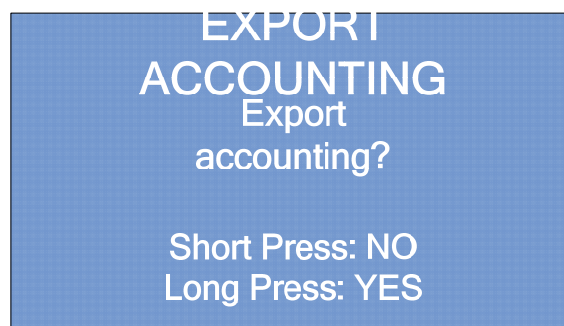 EXPORT
ACCOUNTING
Export
accounting?
Short Press: NO
Long Press: YES